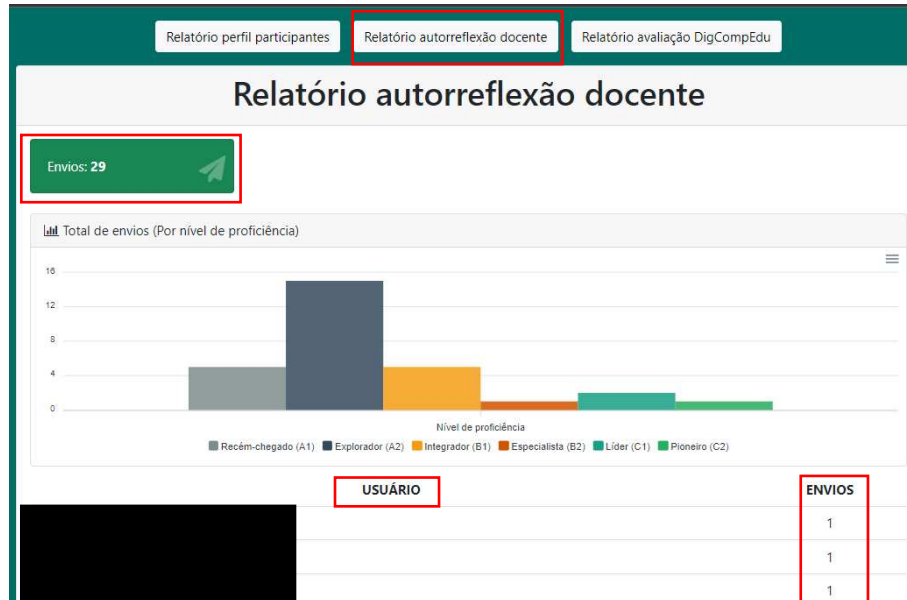 Relatório perfil participantes Relatório autorreflexão docente Relatório avaliação DigCompEdu
Relatório autorreflexão docente
Envios: 29
Total de envios (Por nível de proficiência)
16
12
8
4
0
Nível de proficiência
Recém-chegado (A1) Explorador (A2) Integrador (B1) Especialista (B2) Líder (C1) Pioneiro (C2)
USUÁRIO ENVIOS
1
1
1